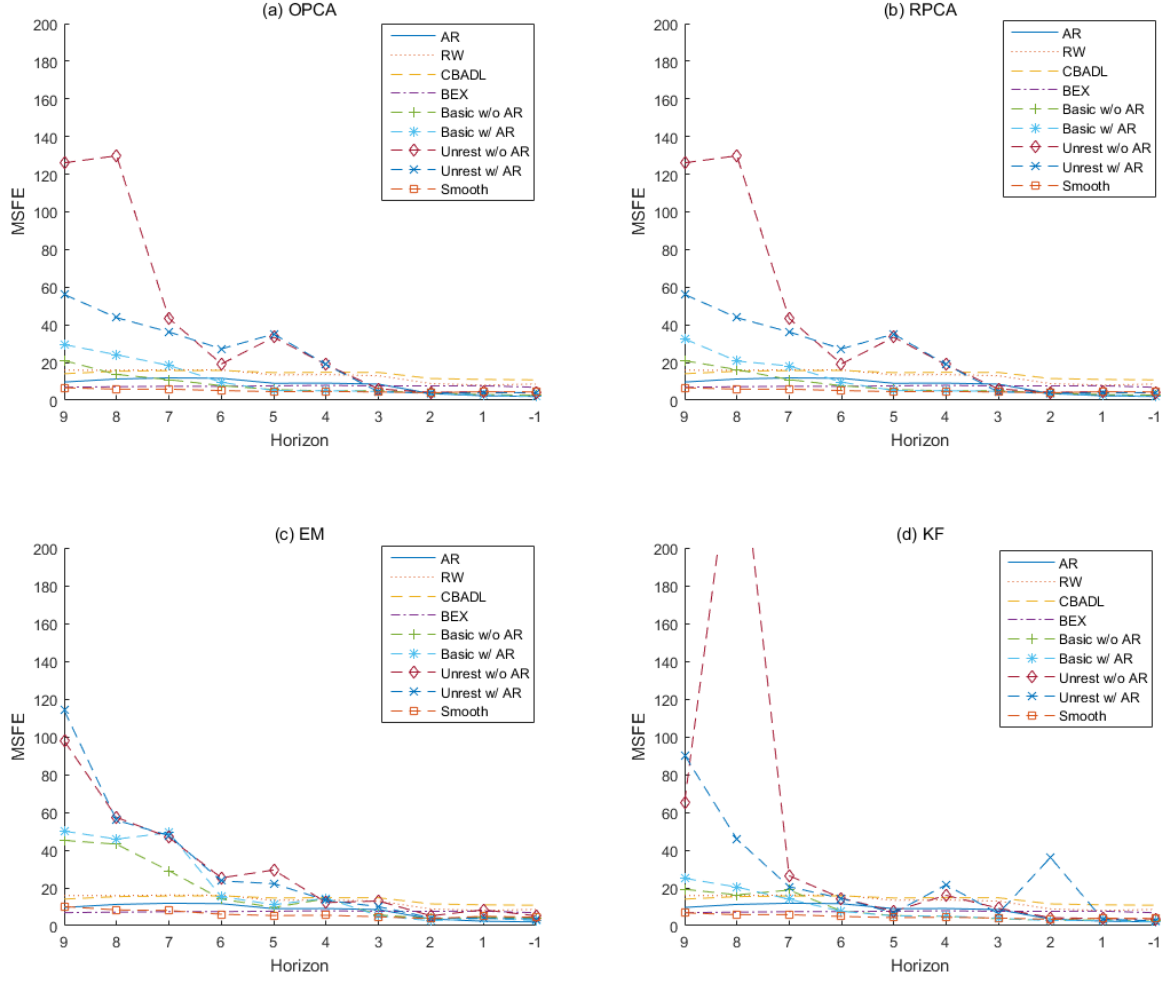 (a) OPCA
MSFE
200
180
160
140
120
100
80
60
40
20
0
9 8 7 6 5 4 3 2 1 -1
Horizon
AR
RW
CBADL
BEX
Basic w/o AR
Basic w/ AR
Unrest w/o AR
Unrest w/ AR
Smooth
(b) RPCA
MSFE
200
180
160
140
120
100
80
60
40
20
0
9 8 7 6 5 4 3 2 1 -1
Horizon
AR
RW
CBADL
BEX
Basic w/o AR
Basic w/ AR
Unrest w/o AR
Unrest w/ AR
Smooth
(c) EM
MSFE
200
180
160
140
120
100
80
60
40
20
0
9 8 7 6 5 4 3 2 1 -1
Horizon
AR
RW
CBADL
BEX
Basic w/o AR
Basic w/ AR
Unrest w/o AR
Unrest w/ AR
Smooth
(d) KF
MSFE
200
180
160
140
120
100
80
60
40
20
0
9 8 7 6 5 4 3 2 1 -1
Horizon
AR
RW
CBADL
BEX
Basic w/o AR
Basic w/ AR
Unrest w/o AR
Unrest w/ AR
Smooth